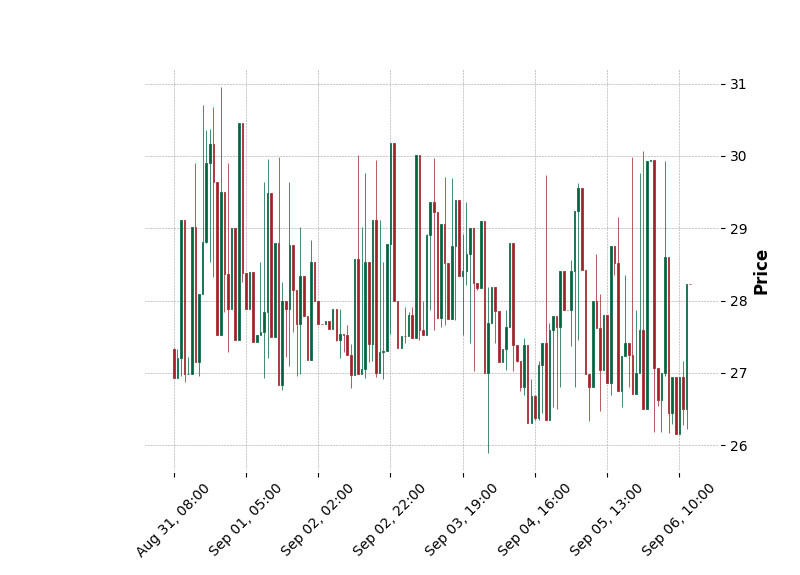 31
30
29
28
27
26
Price
Aug 31, 08:00
Sep 01, 05:00
Sep 02, 02:00
Sep 02, 22:00
Sep 03, 19:00
Sep 04, 16:00
Sep 05, 13:00
Sep 06, 10:00